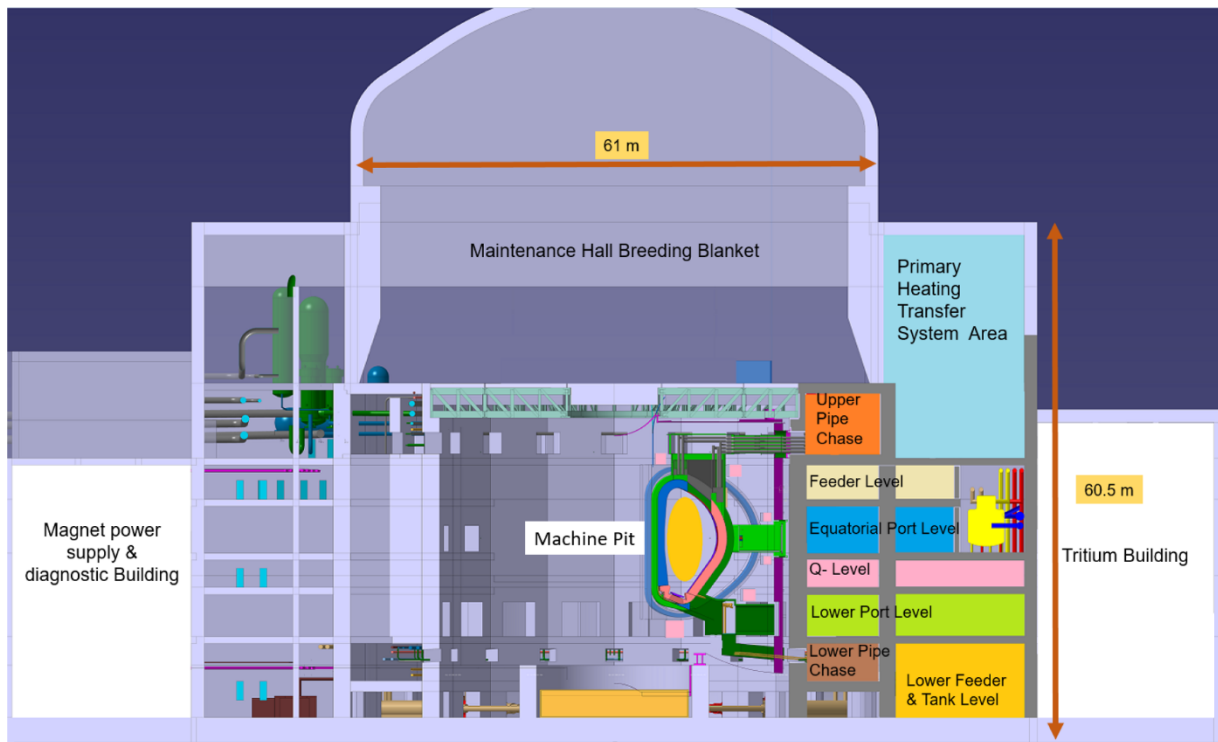 61 m
Maintenance Hall Breeding Blanket
Primary
Heating
Transfer
System Area
Upper
Pipe
Chase
Feeder Level
60.5 m
Magnet power
supply &
diagnostic Building
Machine Pit
Equatorial Port Level
Tritium Building
Q- Level
Lower Port Level
Lower Pipe
Chase
Lower Feeder
& Tank Level